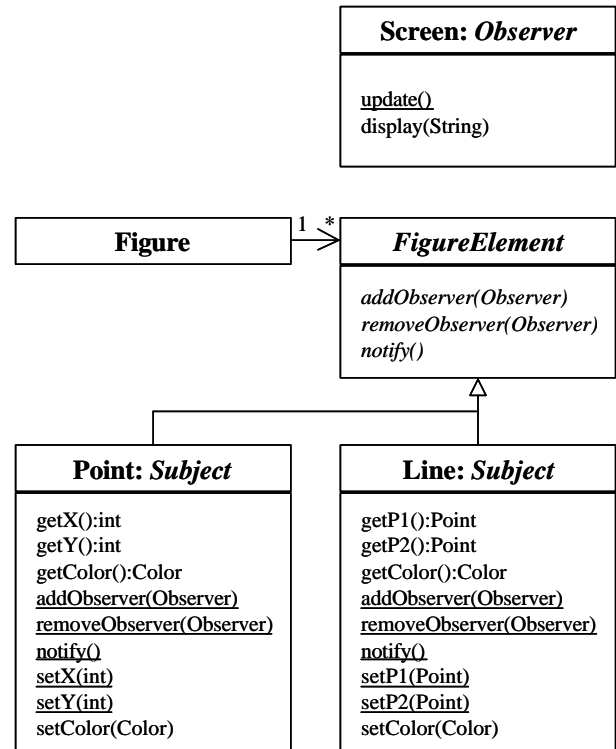 Screen: Observer
update()
display(String)
Figure
1 *
FigureElement
addObserver(Observer)
removeObserver(Observer)
notify()
Point: Subject
getX():int
getY():int
getColor():Color
addObserver(Observer)
removeObserver(Observer)
notify()
setX(int)
setY(int)
setColor(Color)
Line: Subject
getP1():Point
getP2():Point
getColor():Color
addObserver(Observer)
removeObserver(Observer)
notify()
setP1(Point)
setP2(Point)
setColor(Color)